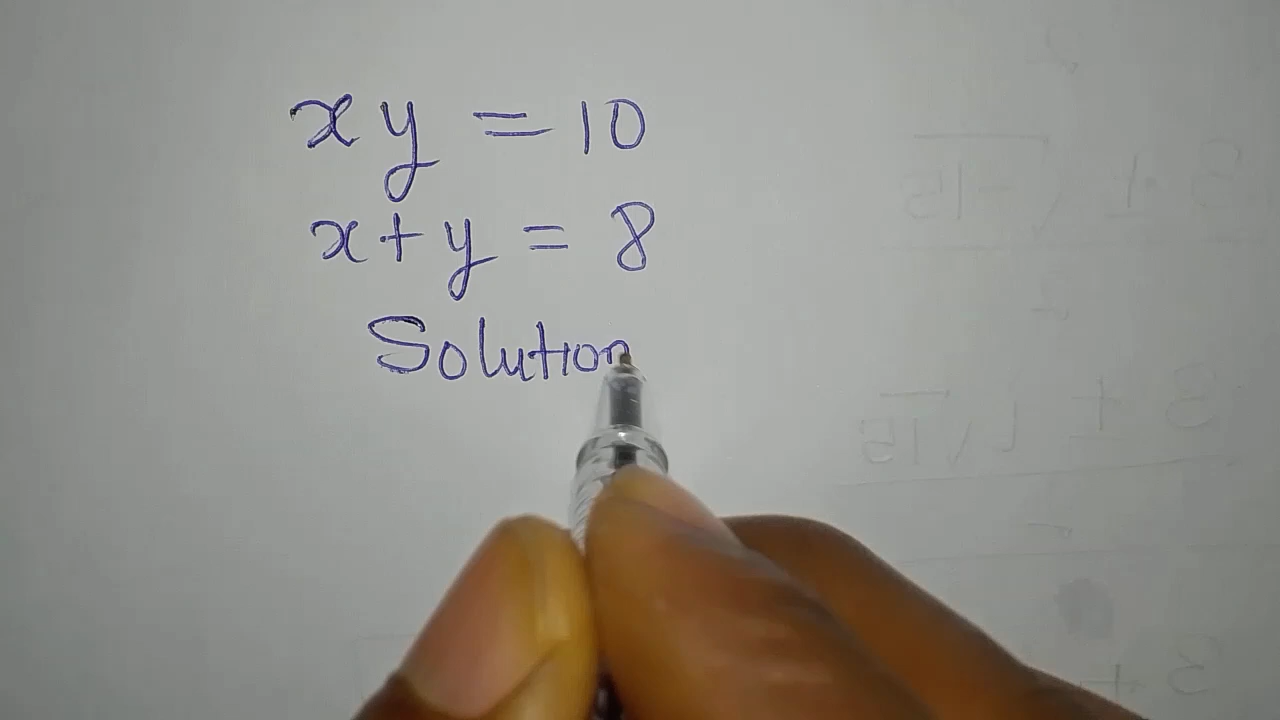 xy = 10
x+y = 8
Solution